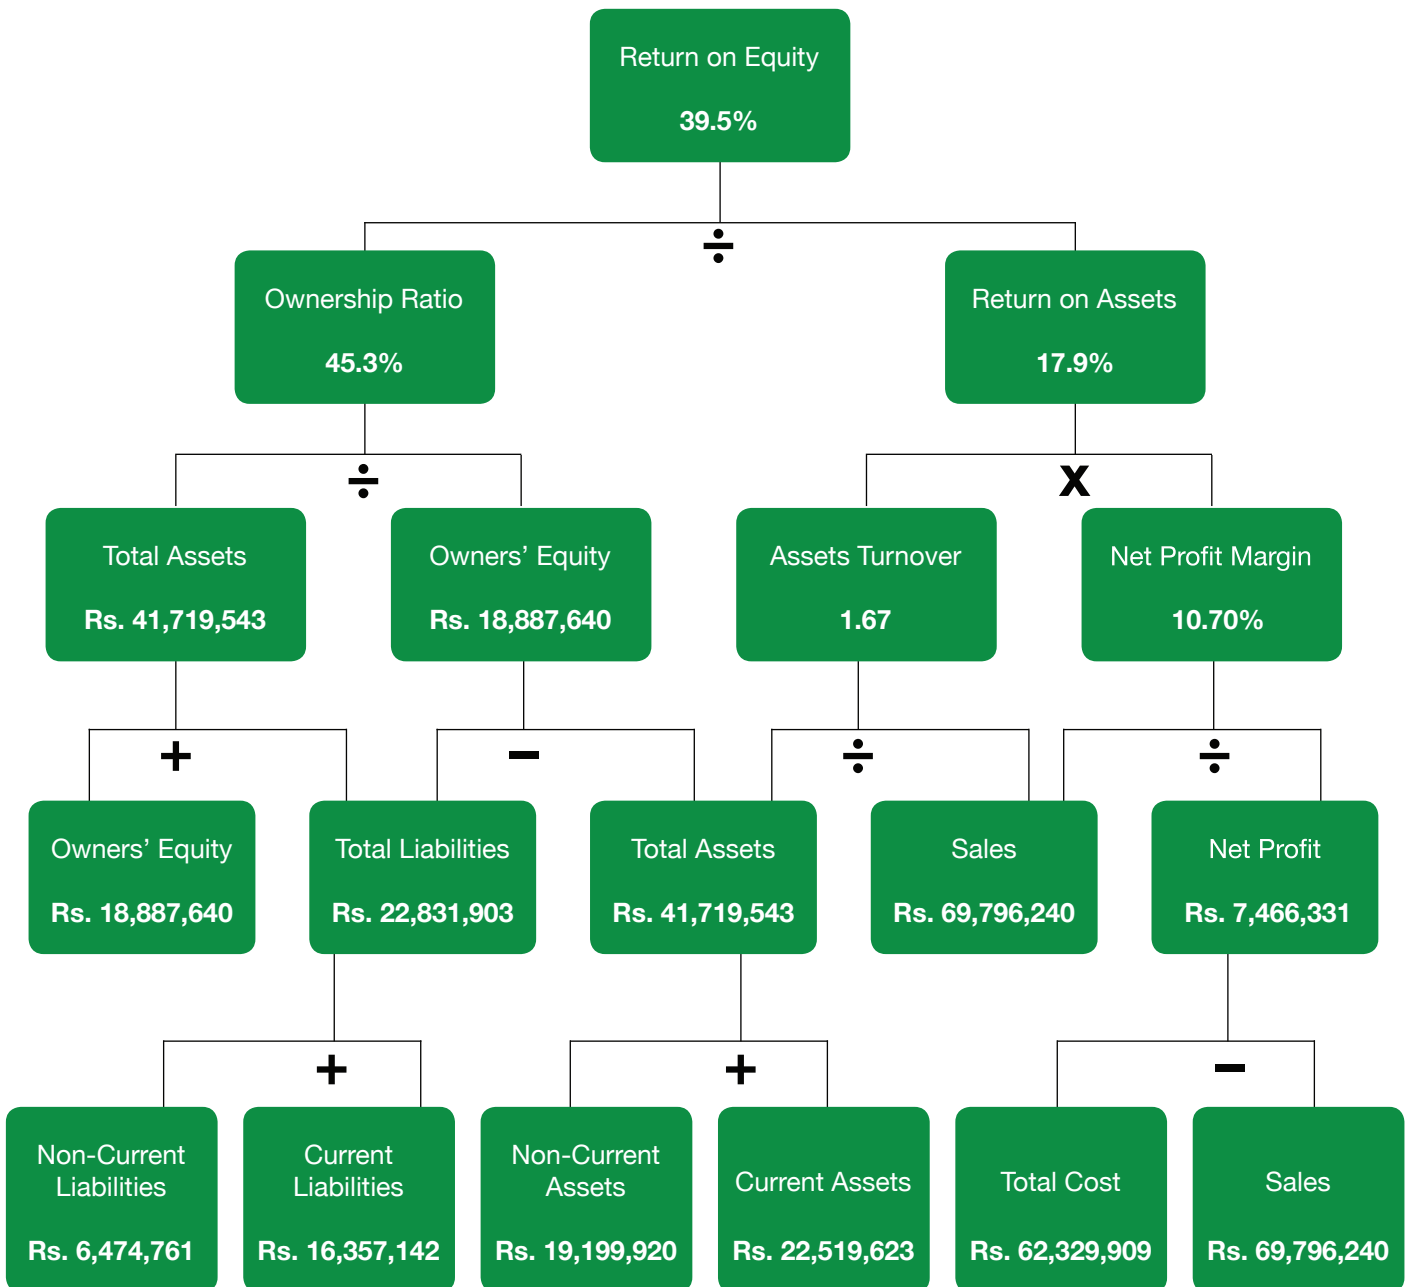 Return on Equity
39.5%
÷
Ownership Ratio
45.3%
Return on Assets
17.9%
÷
x
Total Assets
Rs. 41,719,543
Owners’ Equity
Rs. 18,887,640
Assets Turnover
1.67
Net Profit Margin
10.70%
+
−
÷
÷
Owners’ Equity
Rs. 18,887,640
Total Liabilities
Rs. 22,831,903
Total Assets
Rs. 41,719,543
Sales
Rs. 69,796,240
Net Profit
Rs. 7,466,331
+
+
−
Non-Current
Liabilities
Rs. 6,474,761
Current
Liabilities
Rs. 16,357,142
Non-Current
Assets
Rs. 19,199,920
Current Assets
Rs. 22,519,623
Total Cost
Rs. 62,329,909
Sales
Rs. 69,796,240